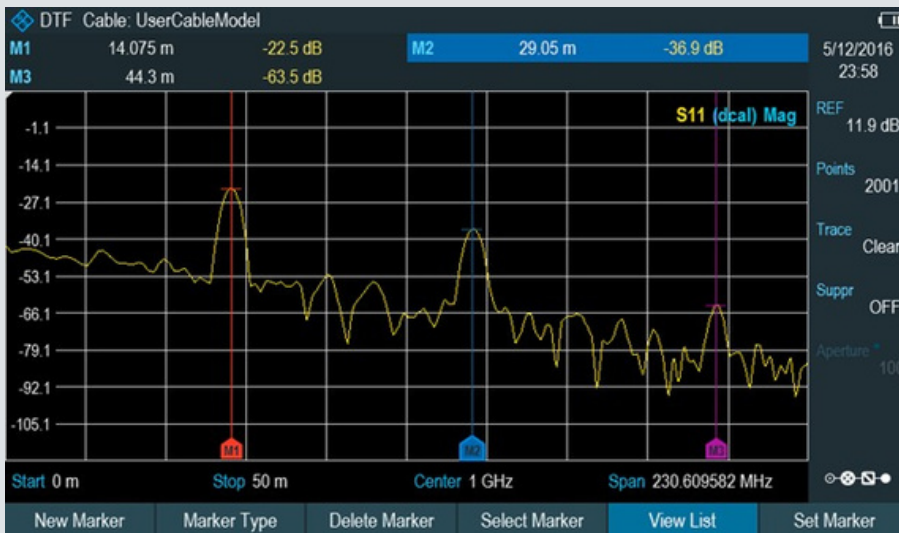 DTF Cable: UserCableModel
M1 14.075 m -22.5 dB M2 29.05 m -36.9 dB
M3 44.3 m -63.5 dB
5/12/2016
23:58
S11 (dcal) Mag
-1.1
-14.1
-27.1
-40.1
-53.1
-66.1
-79.1
-92.1
-105.1
M1 M2 M3
REF
11.9 dB
Points
2001
Trace
Clear
Suppr
OFF
Aperture
100
Start 0 m Stop 50 m Center 1 GHz Span 230.609582 MHz
New Marker Marker Type Delete Marker Select Marker View List Set Marker